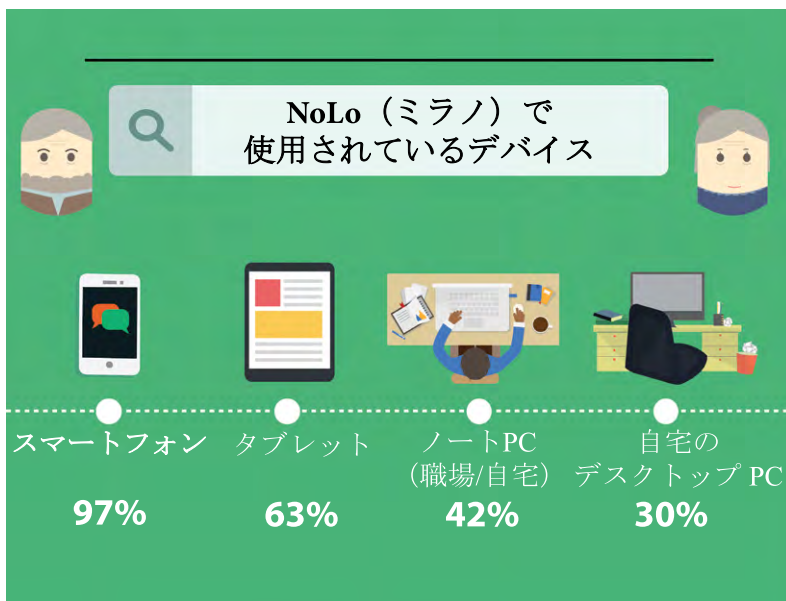 NoLo（ミラノ）で
使用されているデバイス
スマートフォン
タブレット
ノートPC
（職場/自宅）
自宅の
デスクトップ PC
97%
63%
42%
30%